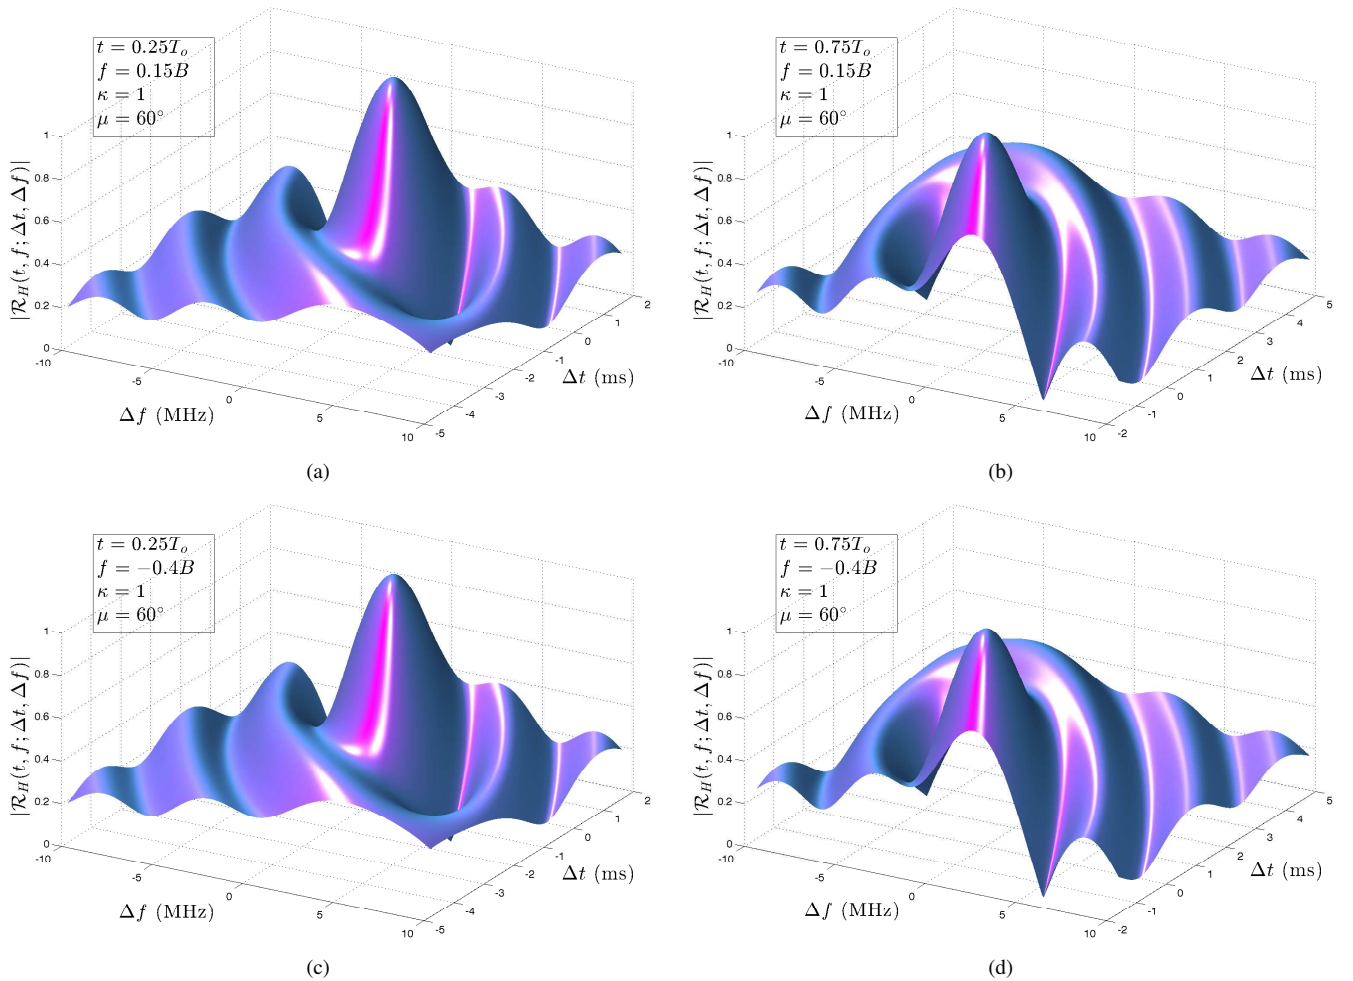 t = 0.25T_o
f = 0.15B
κ = 1
μ = 60°
|R_H(t, f; Δt, Δf)|
1
0.8
0.6
0.4
0.2
0
-10
-5
0
5
10
Δf (MHz)
-5
-4
-3
-2
-1
0
1
2
Δt (ms)
(a)
t = 0.75T_o
f = 0.15B
κ = 1
μ = 60°
|R_H(t, f; Δt, Δf)|
1
0.8
0.6
0.4
0.2
0
-10
-5
0
5
10
Δf (MHz)
-2
-1
0
1
2
3
4
5
Δt (ms)
(b)
t = 0.25T_o
f = −0.4B
κ = 1
μ = 60°
|R_H(t, f; Δt, Δf)|
1
0.8
0.6
0.4
0.2
0
-10
-5
0
5
10
Δf (MHz)
-5
-4
-3
-2
-1
0
1
2
Δt (ms)
(c)
t = 0.75T_o
f = −0.4B
κ = 1
μ = 60°
|R_H(t, f; Δt, Δf)|
1
0.8
0.6
0.4
0.2
0
-10
-5
0
5
10
Δf (MHz)
-2
-1
0
1
2
3
4
5
Δt (ms)
(d)